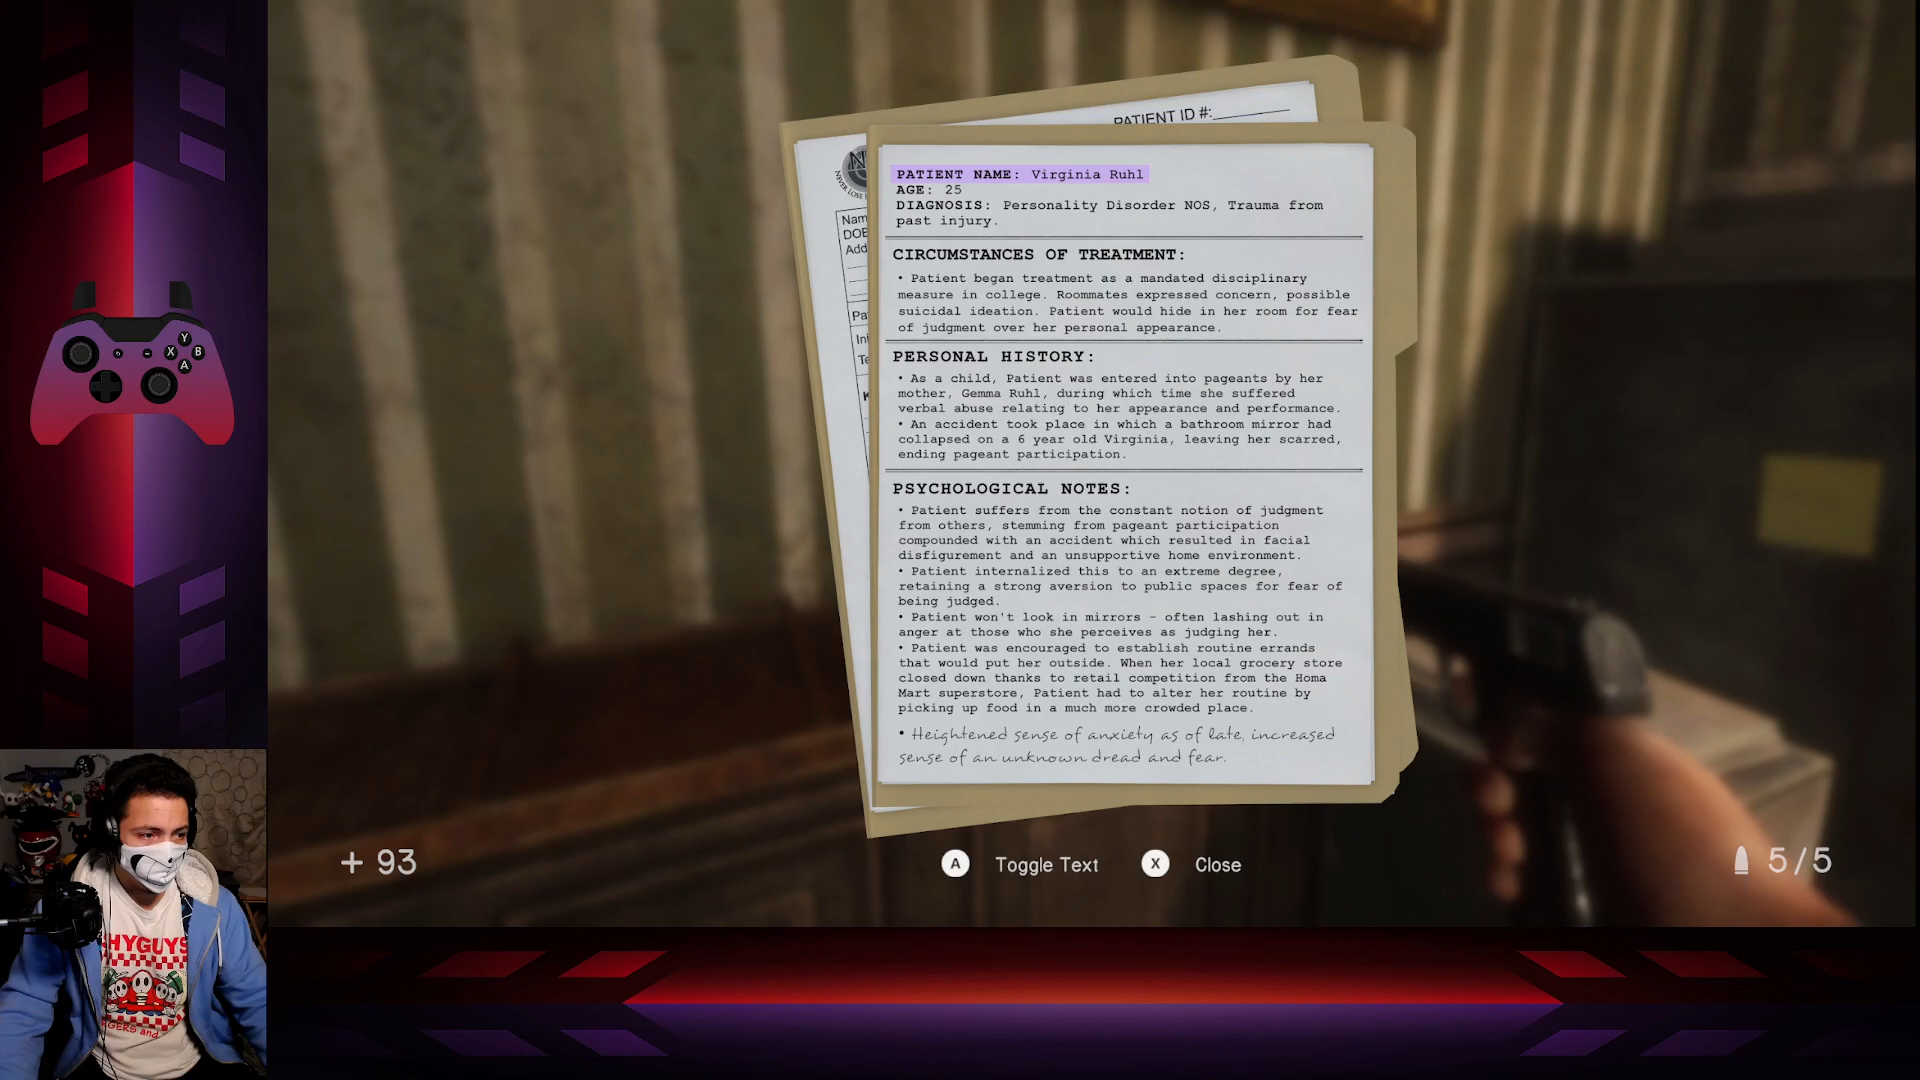 PATIENT ID #:
NEVER LOSE
Nam
DOB
Add
Pa
Ini
Te
PATIENT NAME: Virginia Ruhl
AGE: 25
DIAGNOSIS: Personality Disorder NOS, Trauma from
past injury.
CIRCUMSTANCES OF TREATMENT:
• Patient began treatment as a mandated disciplinary
measure in college. Roommates expressed concern, possible
suicidal ideation. Patient would hide in her room for fear
of judgment over her personal appearance.
PERSONAL HISTORY:
• As a child, Patient was entered into pageants by her
mother, Gemma Ruhl, during which time she suffered
verbal abuse relating to her appearance and performance.
• An accident took place in which a bathroom mirror had
collapsed on a 6 year old Virginia, leaving her scarred,
ending pageant participation.
PSYCHOLOGICAL NOTES:
• Patient suffers from the constant notion of judgment
from others, stemming from pageant participation
compounded with an accident which resulted in facial
disfigurement and an unsupportive home environment.
• Patient internalized this to an extreme degree,
retaining a strong aversion to public spaces for fear of
being judged.
• Patient won't look in mirrors - often lashing out in
anger at those who she perceives as judging her.
• Patient was encouraged to establish routine errands
that would put her outside. When her local grocery store
closed down thanks to retail competition from the Homa
Mart superstore, Patient had to alter her routine by
picking up food in a much more crowded place.
• Heightened sense of anxiety as of late, increased
sense of an unknown dread and fear.
+ 93
A Toggle Text X Close
5/5
Y
X B
A
HYGUYS
GERS and